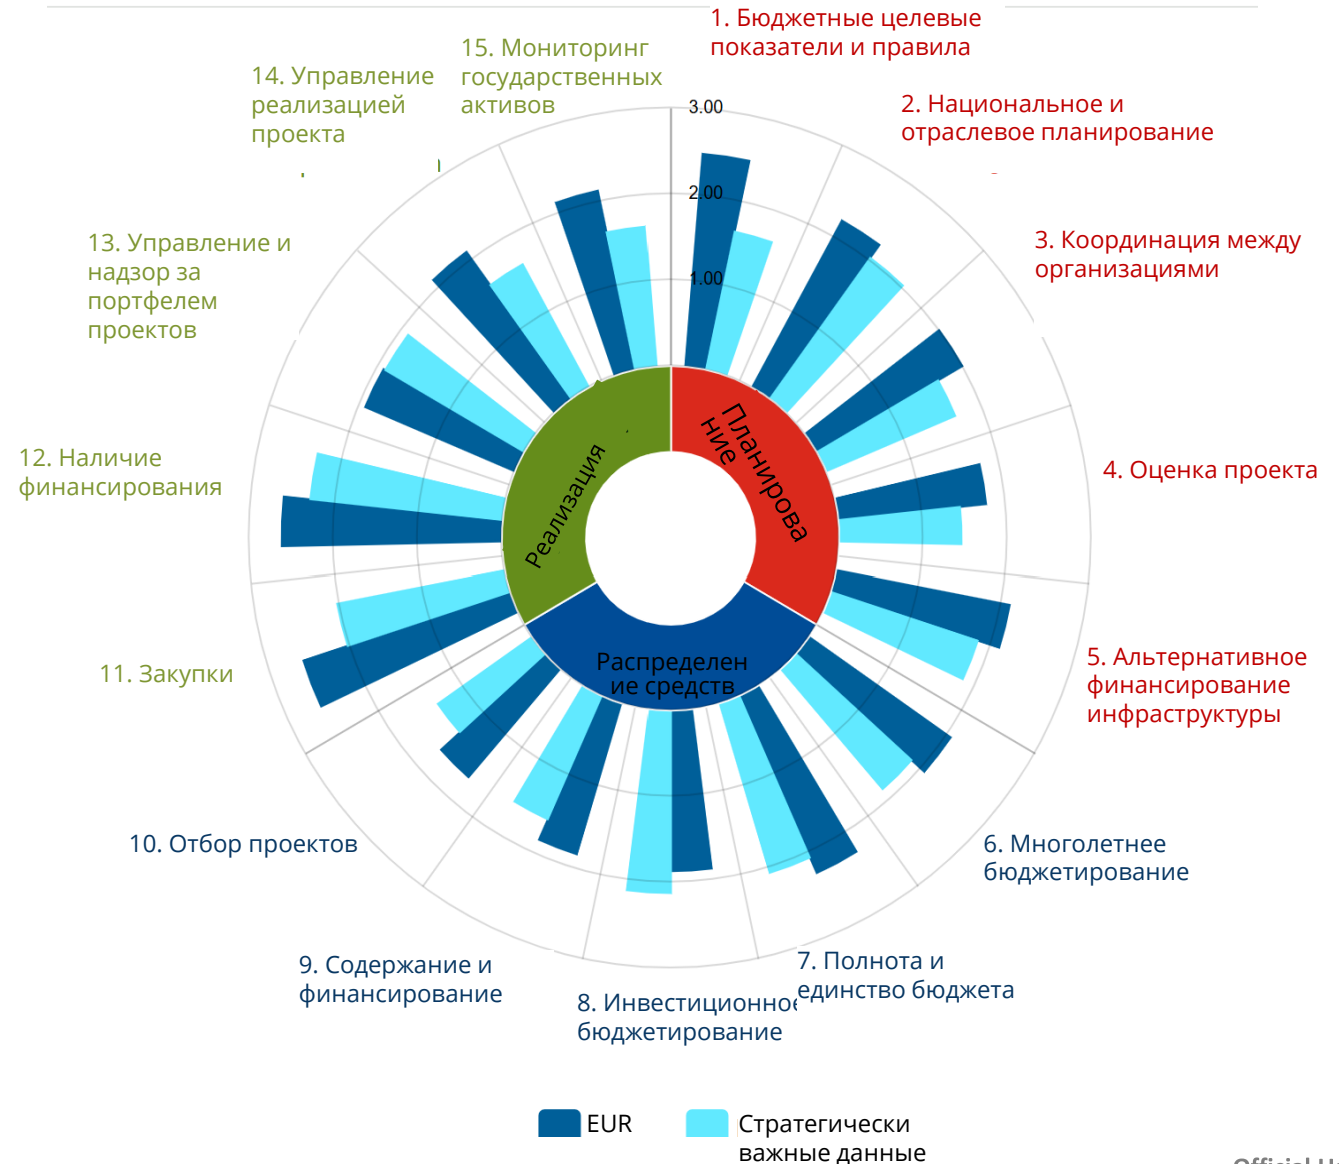 1. Бюджетные целевые
показатели и правила
15. Мониторинг
государственных
активов
14. Управление
реализацией
проекта
2. Национальное и
отраслевое планирование
3.00
2.00
1.00
13. Управление и
надзор за
портфелем
проектов
3. Координация между
организациями
12. Наличие
финансирования
4. Оценка проекта
Планирова
ние
Реализация
Распределен
ие средств
11. Закупки
5. Альтернативное
финансирование
инфраструктуры
10. Отбор проектов
6. Многолетнее
бюджетирование
9. Содержание и
финансирование
7. Полнота и
единство бюджета
8. Инвестиционное
бюджетирование
EUR
Стратегически
важные данные